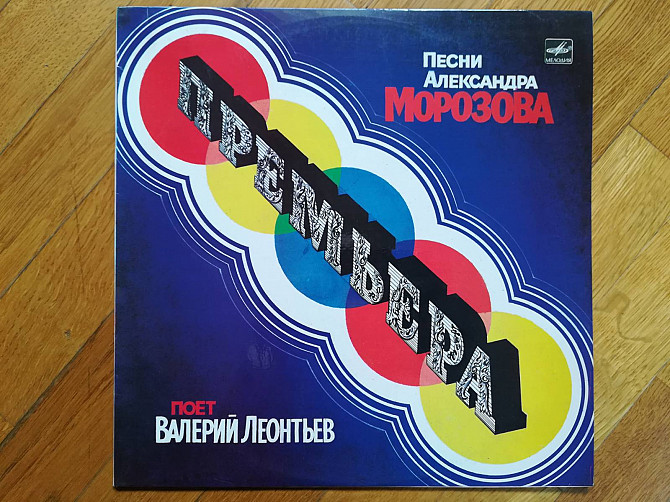 Песни
Александра
Морозова
МЕЛОДИЯ
ПРЕМЬЕРА
ПОЕТ
Валерий Леонтьев